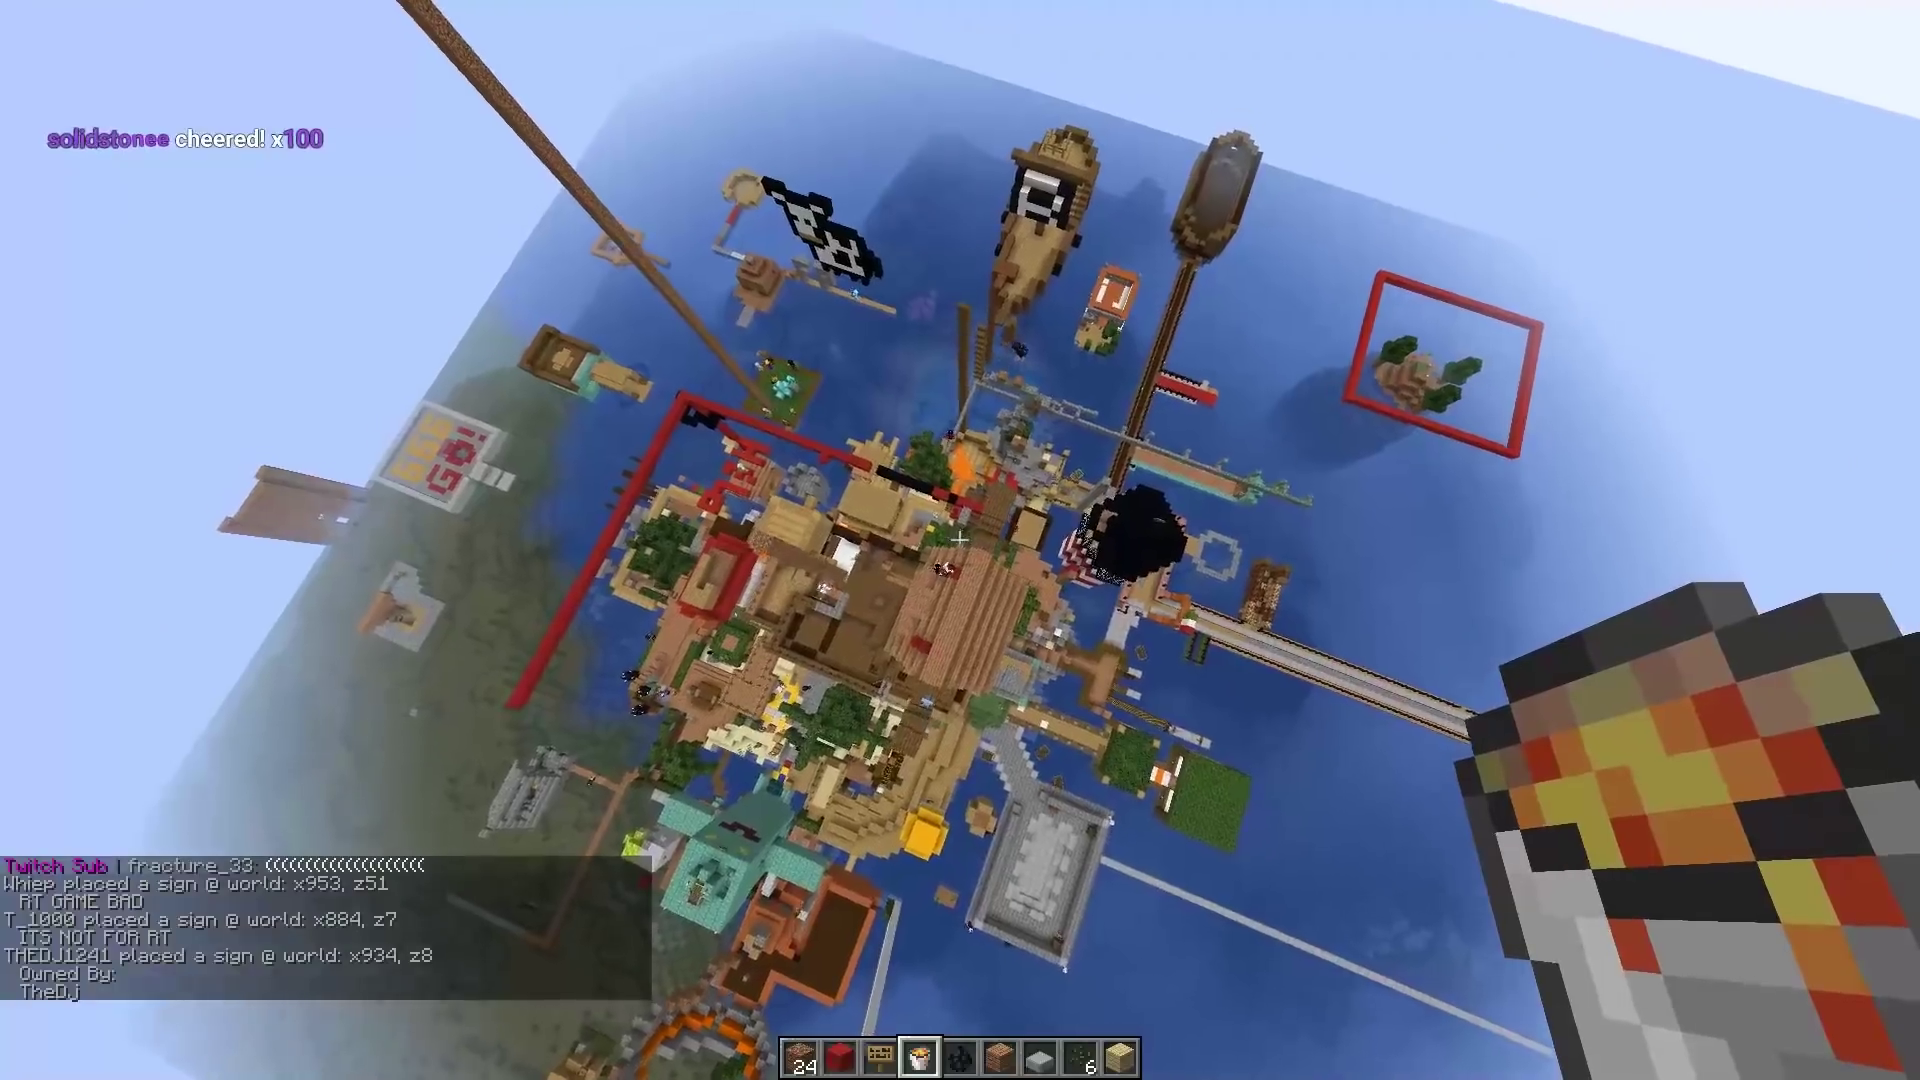 solidstonee cheered! x100
GO!
Twitch Sub | fracture_33: ((((((((((((((((((((
Whiep placed a sign @ world: x953, z51
RT GAME BAD
T_1000 placed a sign @ world: x884, z7
ITS NOT FOR RT
THEDJ1241 placed a sign @ world: x934, z8
Owned By:
TheDj
24
6